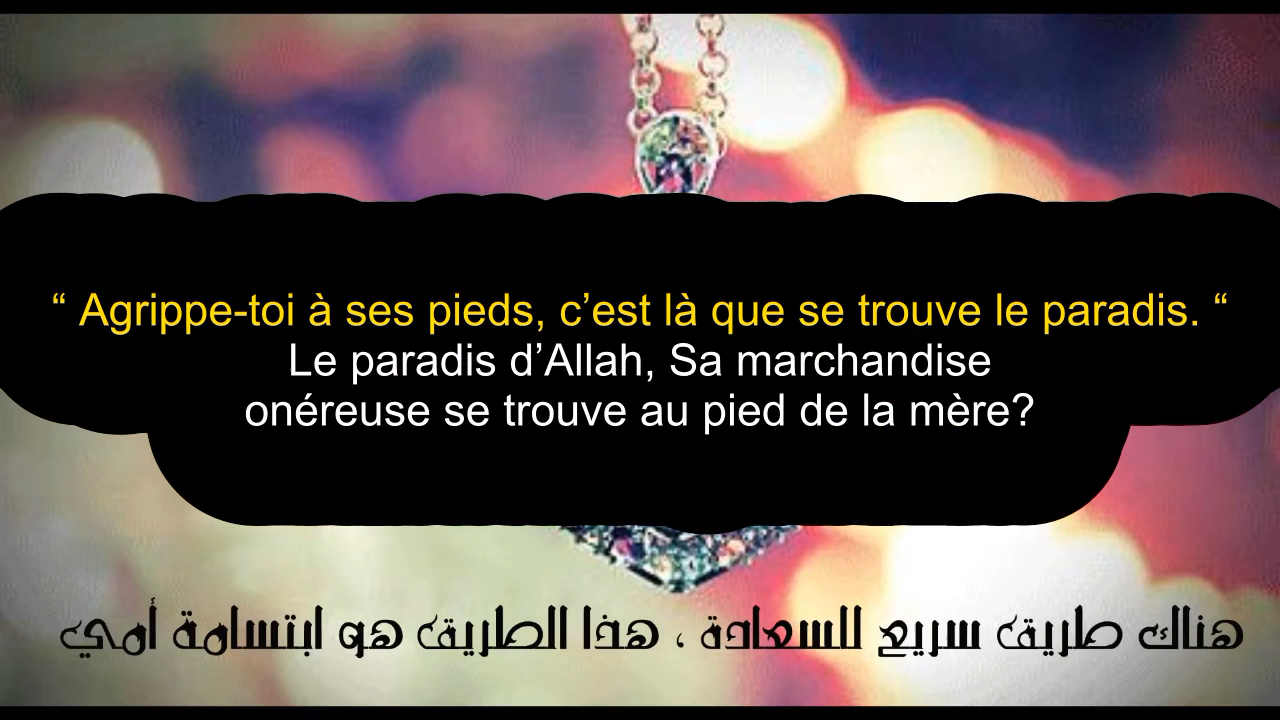 “ Agrippe-toi à ses pieds, c’est là que se trouve le paradis. “
Le paradis d’Allah, Sa marchandise
onéreuse se trouve au pied de la mère?
هناك طريق سريع للسعادة ، هذا الطريق هو ابتسامة أمي